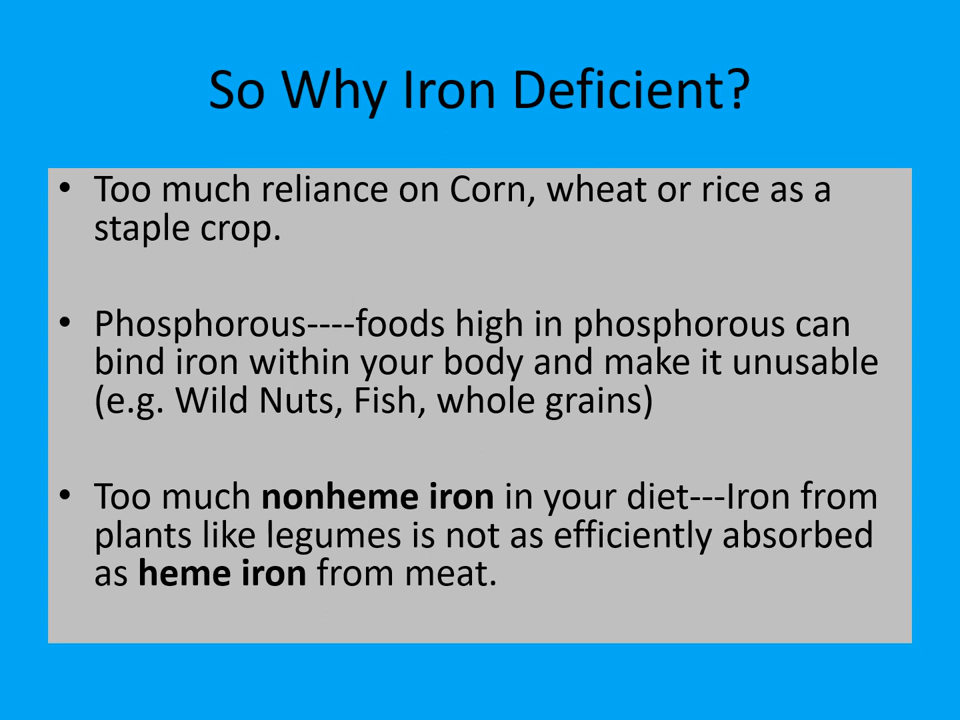 So Why Iron Deficient?
• Too much reliance on Corn, wheat or rice as a
staple crop.
• Phosphorous----foods high in phosphorous can
bind iron within your body and make it unusable
(e.g. Wild Nuts, Fish, whole grains)
• Too much nonheme iron in your diet---Iron from
plants like legumes is not as efficiently absorbed
as heme iron from meat.